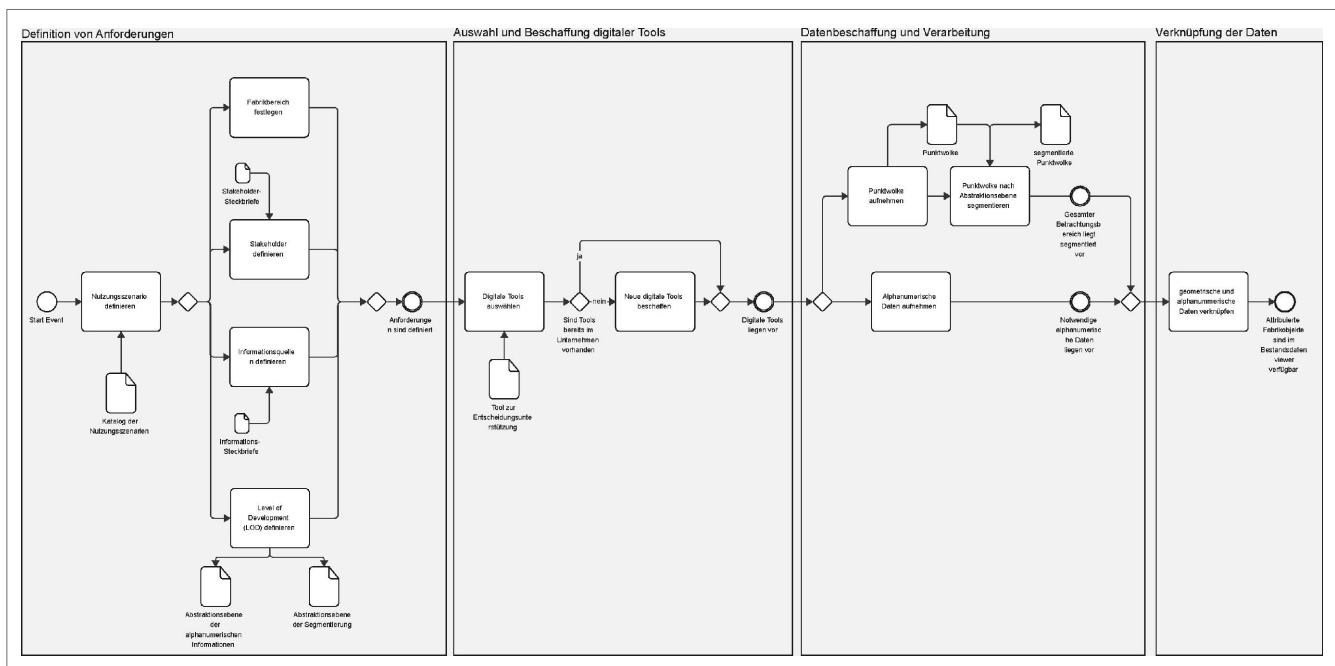 Definition von Anforderungen
Fabrikbereich
festlegen
Stakeholder-
Steckbriefe
Stakeholder
definieren
Nutzungsszenario
definieren
Start Event
Katalog der
Nutzungsszenarien
Informationsquelle
n definieren
Informations-
Steckbriefe
Level of
Development
(LOD) definieren
Abstraktionsebene
der
alphanumerischen
Informationen
Abstraktionsebene
der Segmentierung
Anforderunge
n sind definiert
Auswahl und Beschaffung digitaler Tools
Digitale Tools
auswählen
Tool zur
Entscheidungsunte
rstützung
ja
nein
Sind Tools
bereits im
Unternehmen
vorhanden
Neue digitale Tools
beschaffen
Digitale Tools
liegen vor
Datenbeschaffung und Verarbeitung
Punktwolke
segmentierte
Punktwolke
Punktwolke
aufnehmen
Punktwolke nach
Abstraktionsebene
segmentieren
Gesamter
Betrachtungsb
ereich liegt
segmentiert
vor
Alphanumerische
Daten aufnehmen
Notwendige
alphanumerisc
he Daten
liegen vor
Verknüpfung der Daten
geometrische und
alphanummerische
Daten verknüpfen
Attribuierte
Fabrikobjekte
sind im
Bestandsdaten
viewer
verfügbar